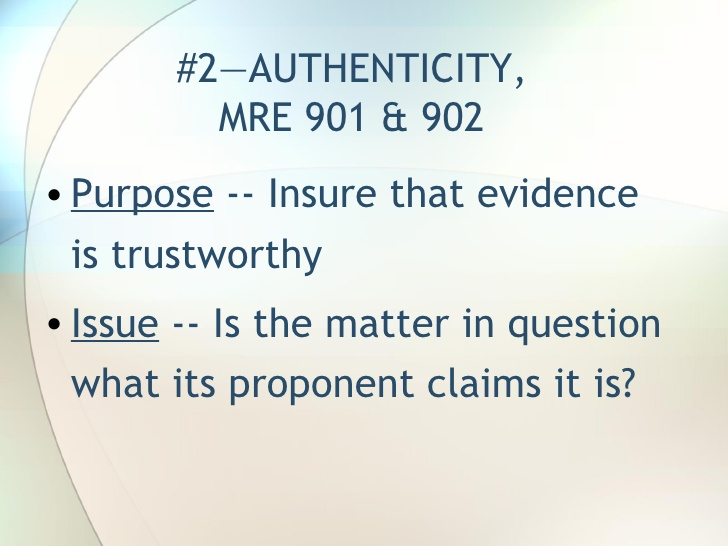 #2—AUTHENTICITY,
MRE 901 & 902
• Purpose -- Insure that evidence
is trustworthy
• Issue -- Is the matter in question
what its proponent claims it is?